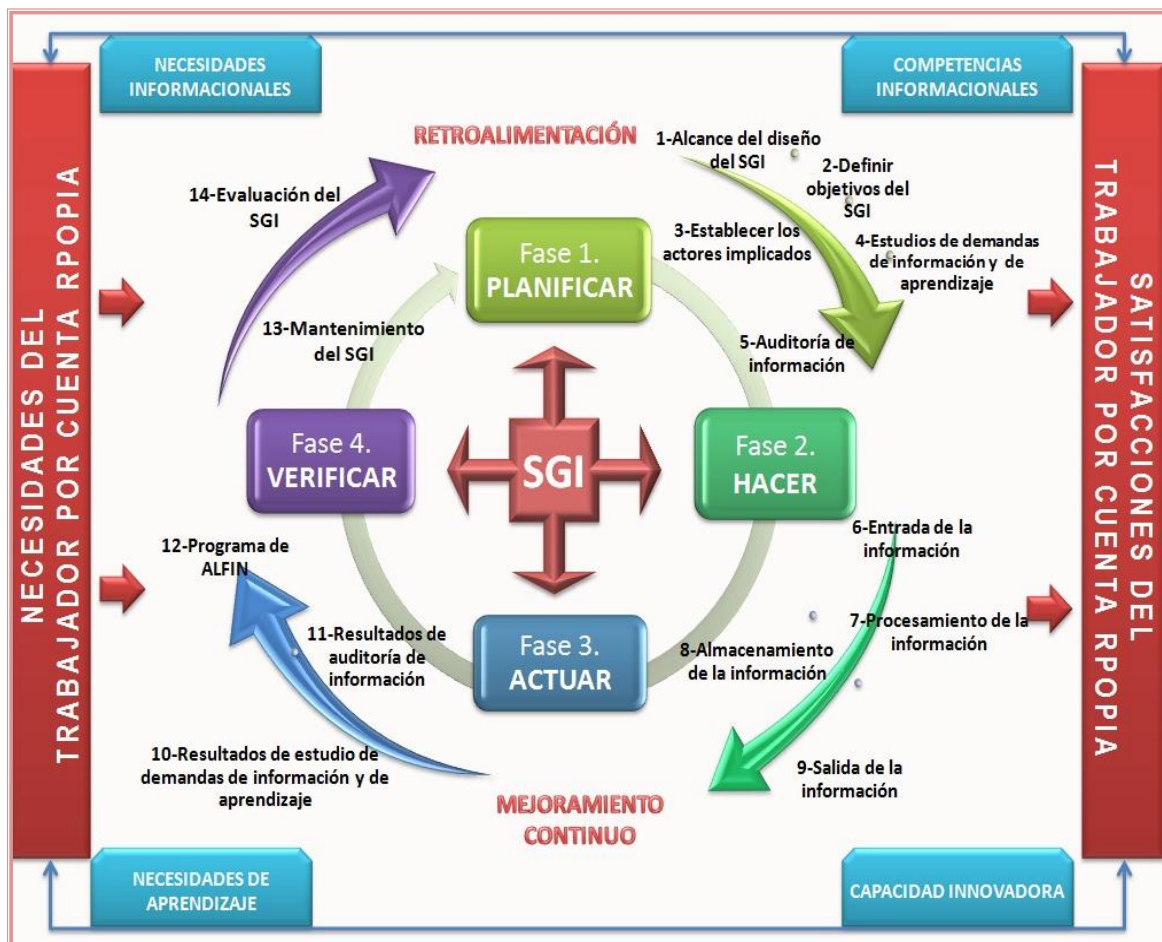 NECESIDADES
INFORMACIONALES
COMPETENCIAS
INFORMACIONALES
NECESIDADES DEL
TRABAJADOR POR CUENTA RPOPIA
RETROALIMENTACIÓN
1-Alcance del diseño
del SGI
2-Definir
objetivos del
SGI
3-Establecer los
actores implicados
4-Estudios de demandas
de información y de
aprendizaje
5-Auditoría de
información
14-Evaluación del
SGI
13-Mantenimiento
del SGI
Fase 1.
PLANIFICAR
Fase 4.
VERIFICAR
SGI
Fase 2.
HACER
Fase 3.
ACTUAR
6-Entrada de la
información
7-Procesamiento de la
información
8-Almacenamiento
de la información
9-Salida de la
información
12-Programa de
ALFIN
11-Resultados de
auditoría de
información
10-Resultados de estudio de
demandas de información y de
aprendizaje
MEJORAMIENTO
CONTINUO
SATISFACCIONES DEL
TRABAJADOR POR CUENTA RPOPIA
NECESIDADES DE
APRENDIZAJE
CAPACIDAD INNOVADORA